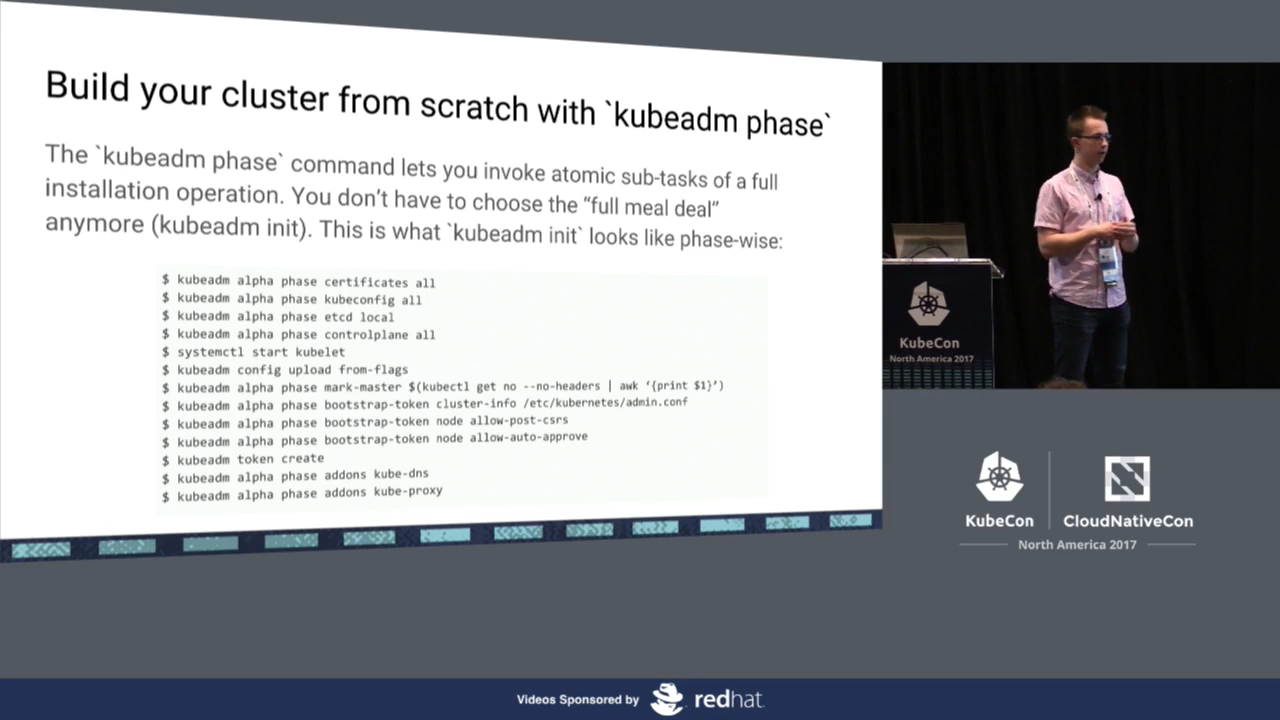 Build your cluster from scratch with `kubeadm phase`
The `kubeadm phase` command lets you invoke atomic sub-tasks of a full
installation operation. You don’t have to choose the “full meal deal”
anymore (kubeadm init). This is what `kubeadm init` looks like phase-wise:
$ kubeadm alpha phase certificates all
$ kubeadm alpha phase kubeconfig all
$ kubeadm alpha phase etcd local
$ kubeadm alpha phase controlplane all
$ systemctl start kubelet
$ kubeadm config upload from-flags
$ kubeadm alpha phase mark-master $(kubectl get no --no-headers | awk ‘{print $1}’)
$ kubeadm alpha phase bootstrap-token cluster-info /etc/kubernetes/admin.conf
$ kubeadm alpha phase bootstrap-token node allow-post-csrs
$ kubeadm alpha phase bootstrap-token node allow-auto-approve
$ kubeadm token create
$ kubeadm alpha phase addons kube-dns
$ kubeadm alpha phase addons kube-proxy
KubeCon
North America 2017
KubeCon
CloudNativeCon
North America 2017
Videos Sponsored by
redhat